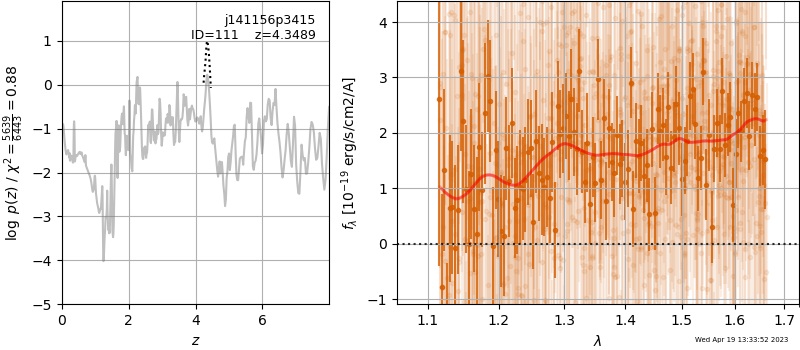 j141156p3415
ID=111 z=4.3489
log p(z) / χ² = 5639/6443 = 0.88
1
0
−1
−2
−3
−4
−5
0 2 4 6
z
f_λ [10⁻¹⁹ erg/s/cm2/A]
4
3
2
1
0
−1
1.1 1.2 1.3 1.4 1.5 1.6 1.7
λ
Wed Apr 19 13:33:52 2023